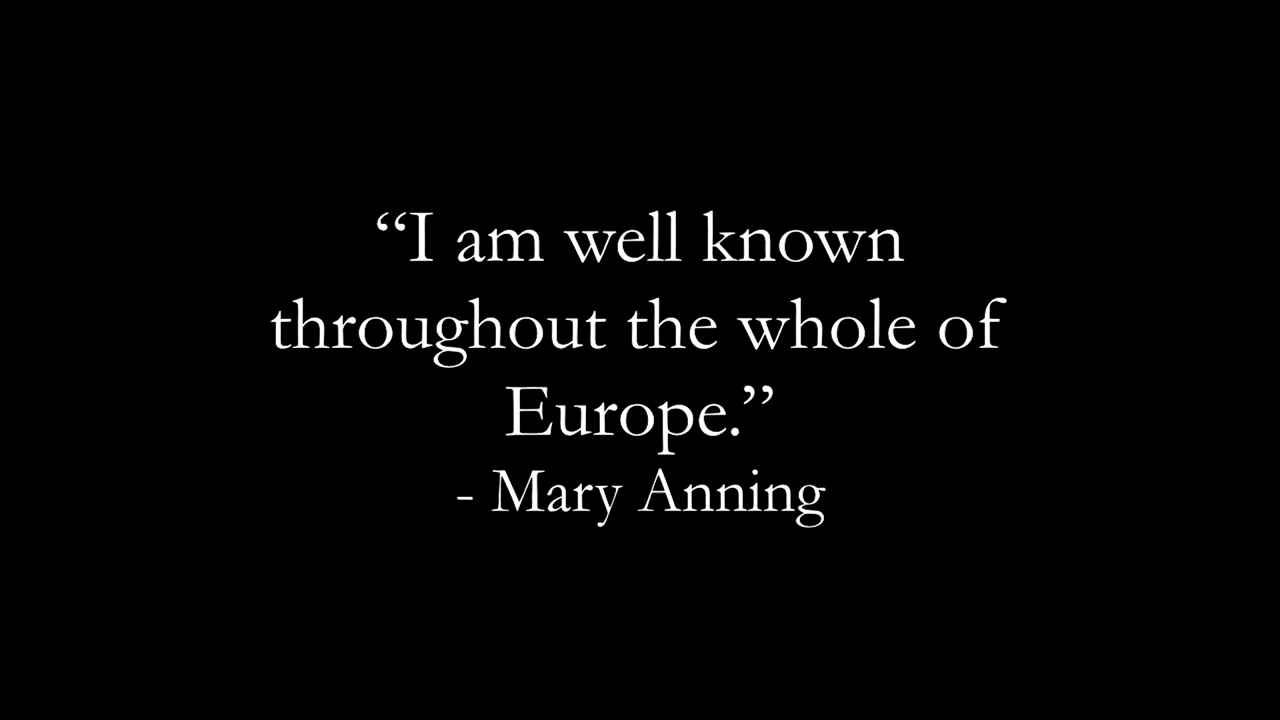 “I am well known
throughout the whole of
Europe.”
- Mary Anning